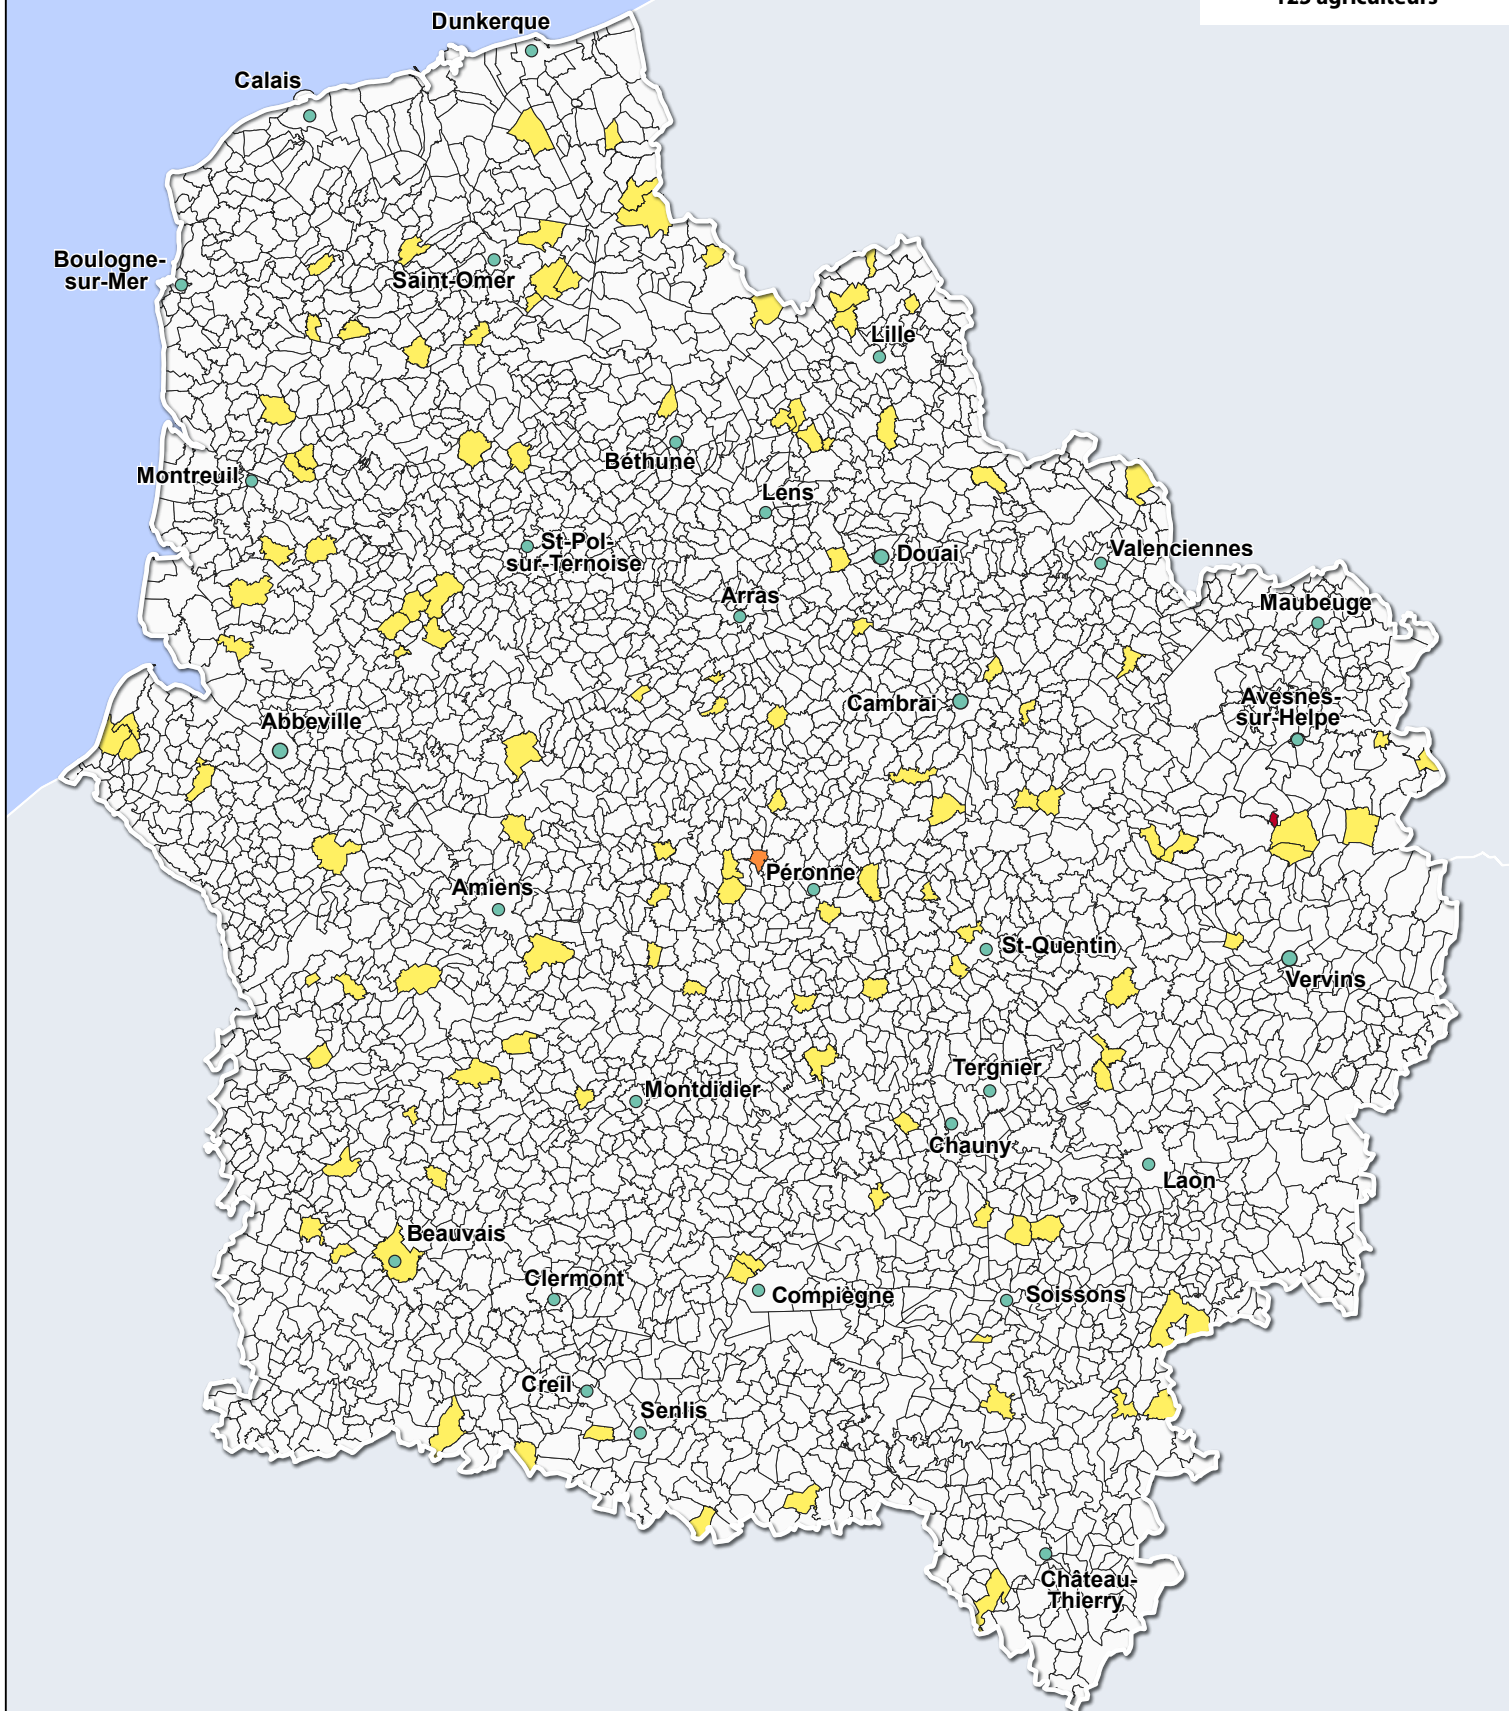 125 agriculteurs
Dunkerque
Calais
Boulogne-
sur-Mer
Saint-Omer
Lille
Béthune
Montreuil
Lens
St-Pol-
sur-Ternoise
Douai
Valenciennes
Arras
Maubeuge
Cambrai
Avesnes-
sur-Helpe
Abbeville
Péronne
Amiens
St-Quentin
Vervins
Tergnier
Montdidier
Chauny
Laon
Beauvais
Clermont
Compiègne
Soissons
Creil
Senlis
Château-
Thierry